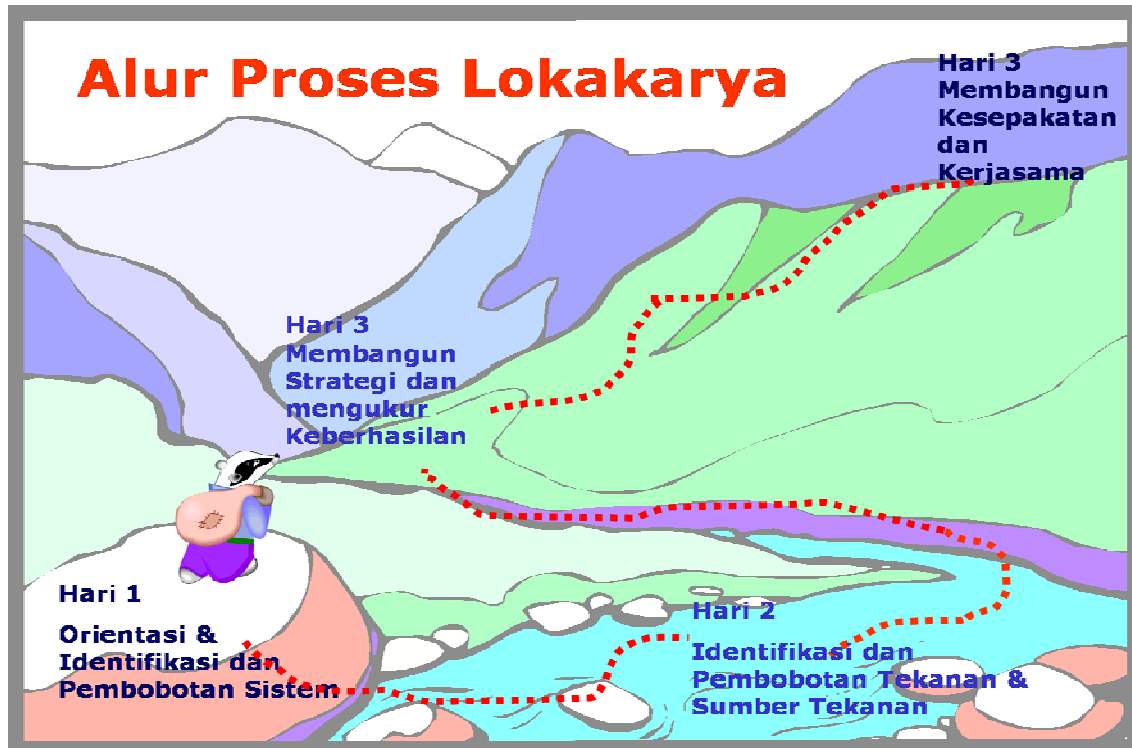 Alur Proses Lokakarya
Hari 3
Membangun
Kesepakatan
dan
Kerjasama
Hari 3
Membangun
Strategi dan
mengukur
Keberhasilan
Hari 1
Orientasi &
Identifikasi dan
Pembobotan Sistem
Hari 2
Identifikasi dan
Pembobotan Tekanan &
Sumber Tekanan